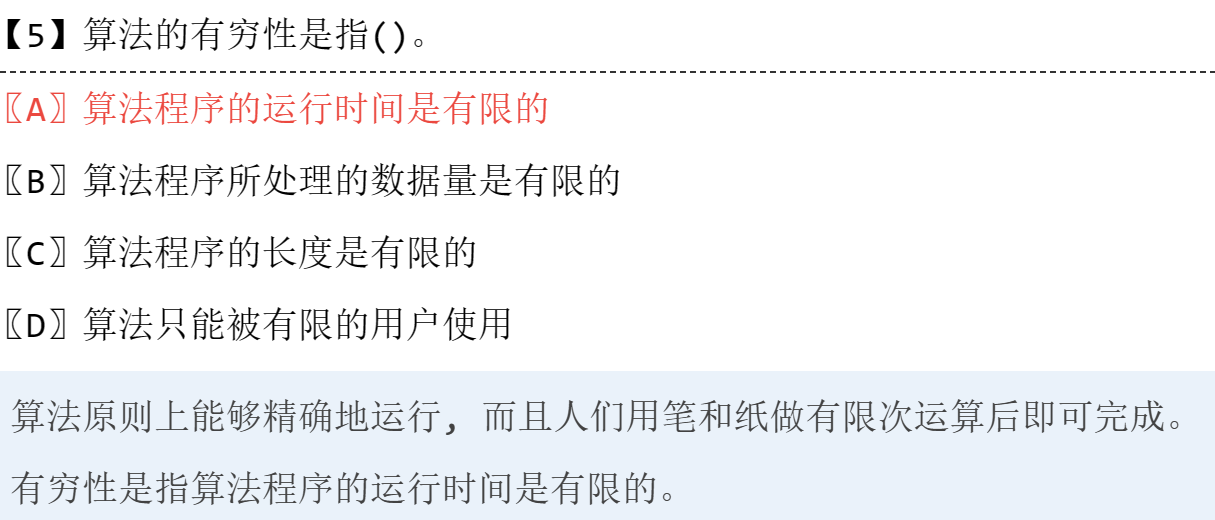 【5】算法的有穷性是指()。
〖A〗算法程序的运行时间是有限的
〖B〗算法程序所处理的数据量是有限的
〖C〗算法程序的长度是有限的
〖D〗算法只能被有限的用户使用
算法原则上能够精确地运行, 而且人们用笔和纸做有限次运算后即可完成。
有穷性是指算法程序的运行时间是有限的。